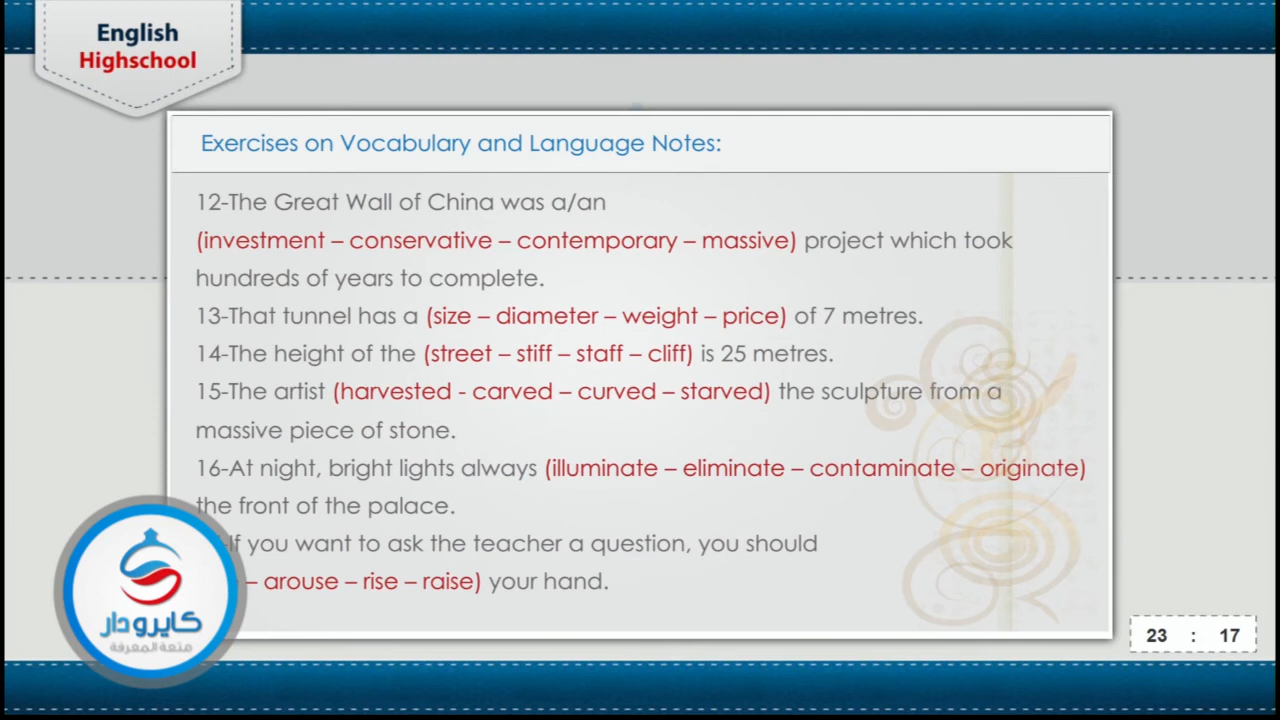 English
Highschool
Exercises on Vocabulary and Language Notes:
12-The Great Wall of China was a/an
(investment – conservative – contemporary – massive) project which took
hundreds of years to complete.
13-That tunnel has a (size – diameter – weight – price) of 7 metres.
14-The height of the (street – stiff – staff – cliff) is 25 metres.
15-The artist (harvested - carved – curved – starved) the sculpture from a
massive piece of stone.
16-At night, bright lights always (illuminate – eliminate – contaminate – originate)
the front of the palace.
If you want to ask the teacher a question, you should
– arouse – rise – raise) your hand.
كايرودار
متعة المعرفة
23 : 17